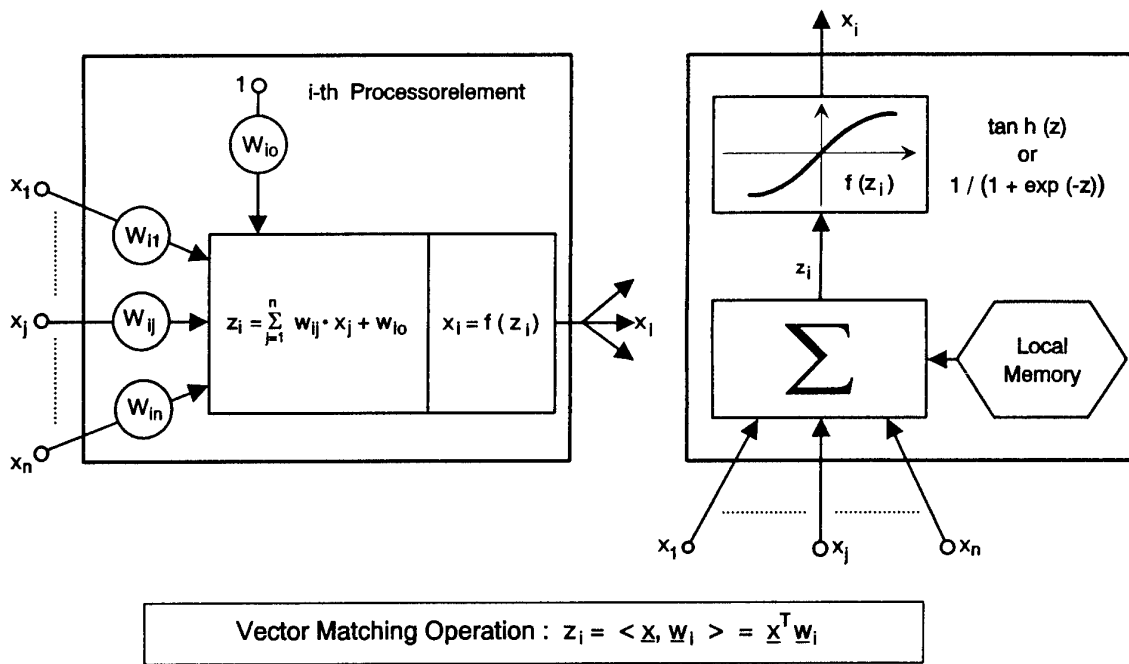 1
i-th Processorelement
W_io
x_1
W_i1
x_j
W_ij
z_i = Σ_{j=1}^{n} w_ij • x_j + w_io
x_i = f ( z_i )
x_i
W_in
x_n
x_i
f (z_i)
tan h (z)
or
1 / (1 + exp (-z))
z_i
Σ
Local
Memory
x_1
x_j
x_n
Vector Matching Operation : z_i = < x, w_i > = x^T w_i